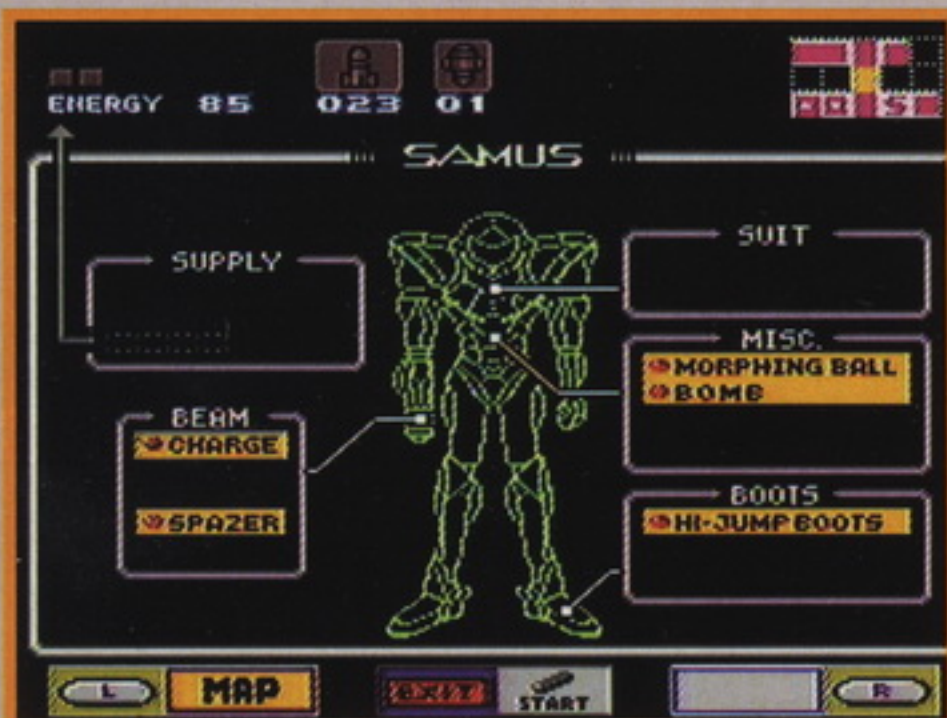 ENERGY 85 023 01
SAMUS
SUPPLY
SUIT
MISC.
MORPHING BALL
BOMB
BEAM
CHARGE
SPAZER
BOOTS
HI-JUMP BOOTS
L MAP EXIT START R